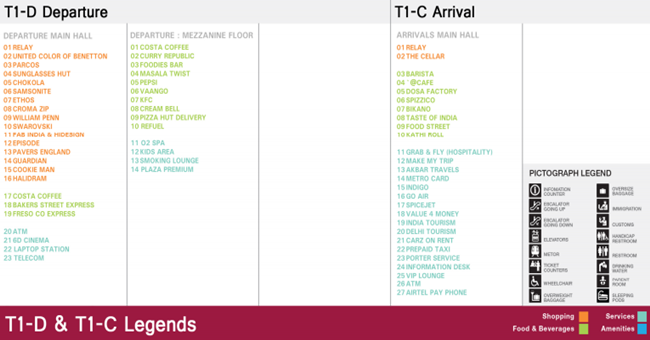 T1-D Departure
DEPARTURE MAIN HALL
01 RELAY
02 UNITED COLOR OF BENETTON
03 PARCOS
04 SUNGLASSES HUT
05 CHOKOLA
06 SAMSONITE
07 ETHOS
08 CROMA ZIP
09 WILLIAM PENN
10 SWAROVSKI
11 FAB INDIA & HIDESIGN
12 EPISODE
13 PAVERS ENGLAND
14 GUARDIAN
15 COOKIE MAN
16 HALIDRAM
17 COSTA COFFEE
18 BAKERS STREET EXPRESS
19 FRESO CO EXPRESS
20 ATM
21 6D CINEMA
22 LAPTOP STATION
23 TELECOM
DEPARTURE : MEZZANINE FLOOR
01 COSTA COFFEE
02 CURRY REPUBLIC
03 FOODIES BAR
04 MASALA TWIST
05 PEPSI
06 VAANGO
07 KFC
08 CREAM BELL
09 PIZZA HUT DELIVERY
10 REFUEL
11 O2 SPA
12 KIDS AREA
13 SMOKING LOUNGE
14 PLAZA PREMIUM
T1-C Arrival
ARRIVALS MAIN HALL
01 RELAY
02 THE CELLAR
03 BARISTA
04 @CAFE
05 DOSA FACTORY
06 SPIZZICO
07 BIKANO
08 TASTE OF INDIA
09 FOOD STREET
10 KATHI ROLL
11 GRAB & FLY (HOSPITALITY)
12 MAKE MY TRIP
13 AKBAR TRAVELS
14 METRO CARD
15 INDIGO
16 GO AIR
17 SPICEJET
18 VALUE 4 MONEY
19 INDIA TOURISM
20 DELHI TOURISM
21 CARZ ON RENT
22 PREPAID TAXI
23 PORTER SERVICE
24 INFORMATION DESK
25 VIP LOUNGE
26 ATM
27 AIRTEL PAY PHONE
PICTOGRAPH LEGEND
INFOMATION COUNTER
ESCALATOR GOING UP
ESCALATOR GOING DOWN
ELEVATORS
METOR
TICKET COUNTERS
WHEELCHAIR
OVERWEIGHT BAGGAGE
OVERSIZE BAGGAGE
IMMIGRATION
CUSTOMS
HANDICAP RESTROOM
RESTROOM
DRINKING WATER
ROOM
SLEEPING PODS
T1-D & T1-C Legends
Shopping
Services
Food & Beverages
Amenities